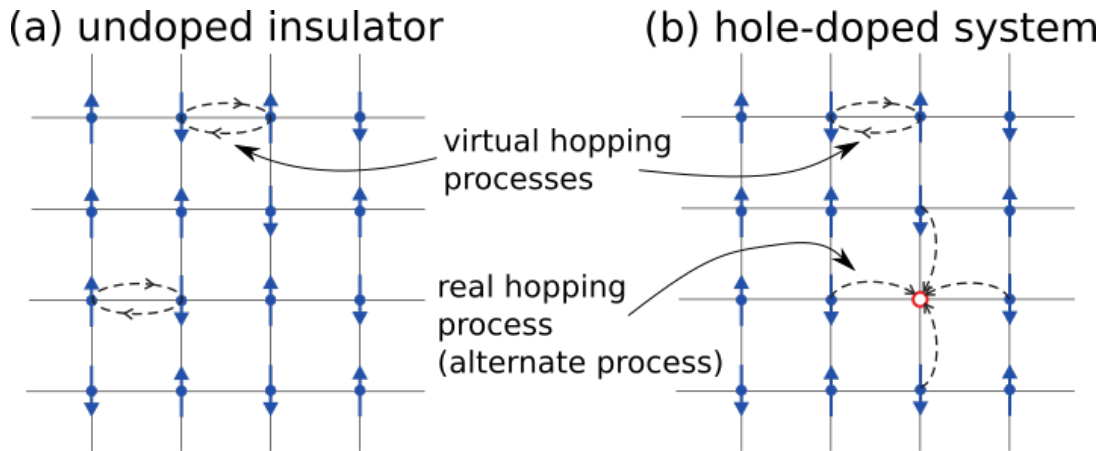 (a) undoped insulator
(b) hole-doped system
virtual hopping
processes
real hopping
process
(alternate process)